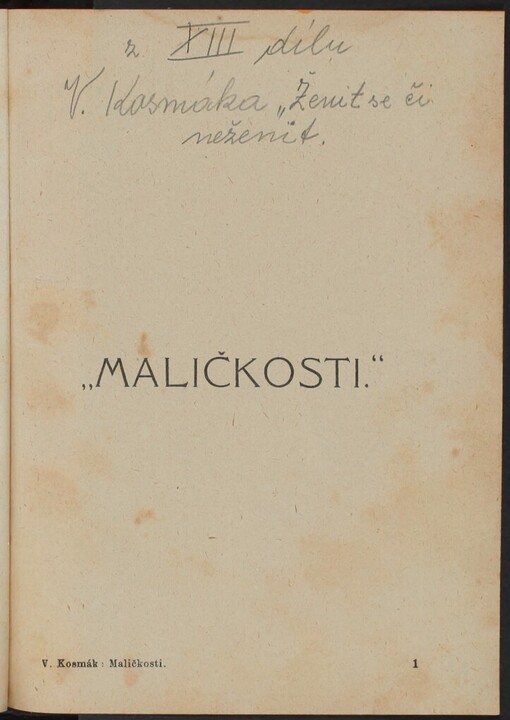 z XIII dílu
V. Kosmáka „Ženit se či
neženit.
„MALIČKOSTI.“
V. Kosmák: Maličkosti. 1